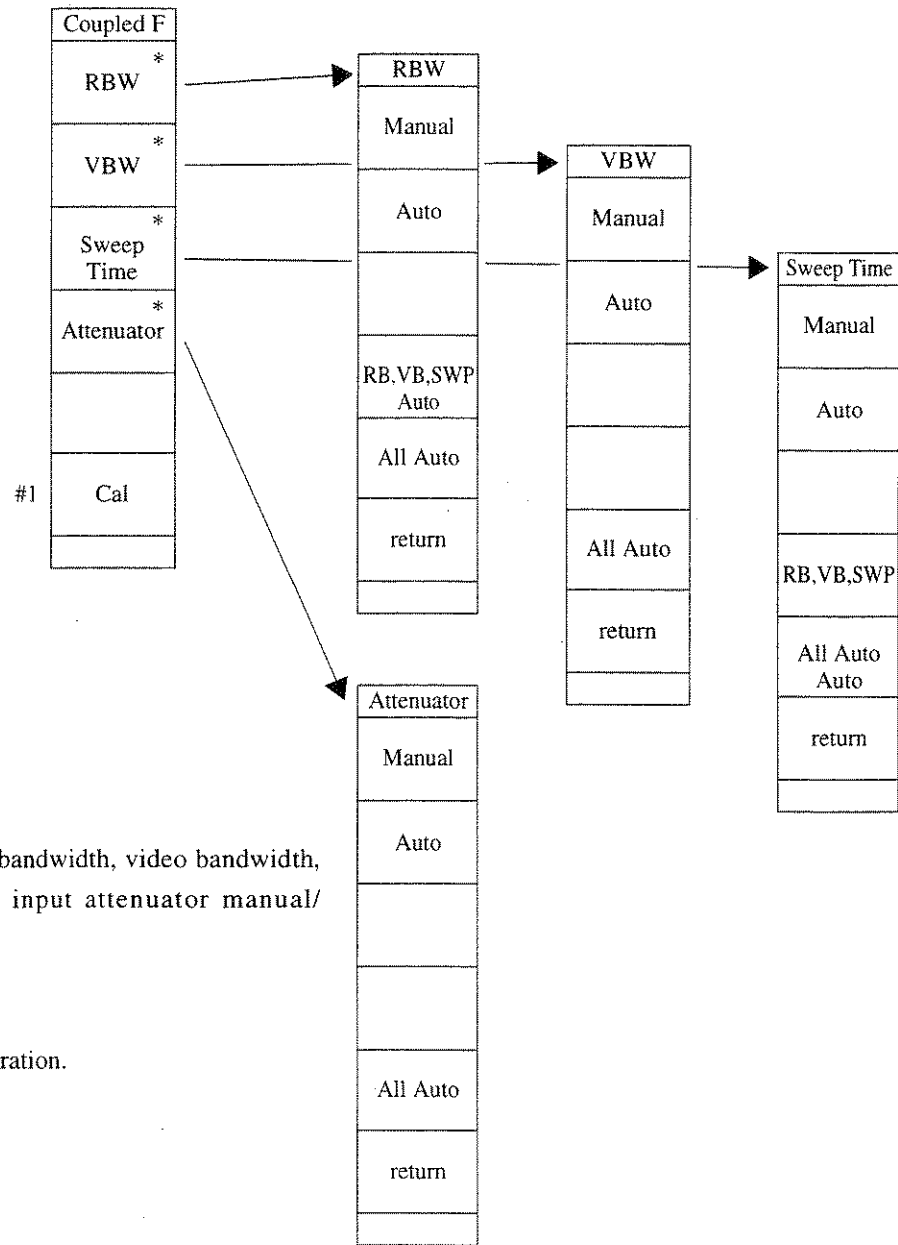 Coupled F
*
RBW
*
VBW
*
Sweep
Time
*
Attenuator
#1 Cal
RBW
Manual
Auto
RB,VB,SWP
Auto
All Auto
return
VBW
Manual
Auto
All Auto
return
Sweep Time
Manual
Auto
RB,VB,SWP
All Auto
Auto
return
Attenuator
Manual
Auto
All Auto
return
bandwidth, video bandwidth,
input attenuator manual/
ration.